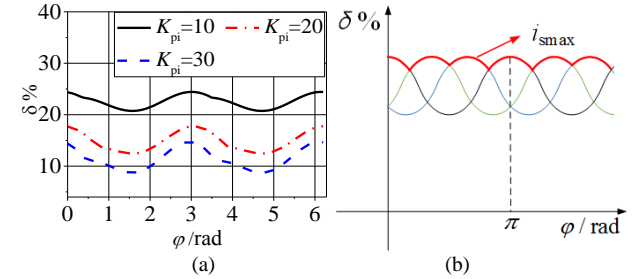 (a)
40
30
20
10
δ %
K_pi=10
K_pi=20
K_pi=30
0 1 2 3 4 5 6
φ /rad
(a)
δ %
i_smax
π
φ / rad
(b)